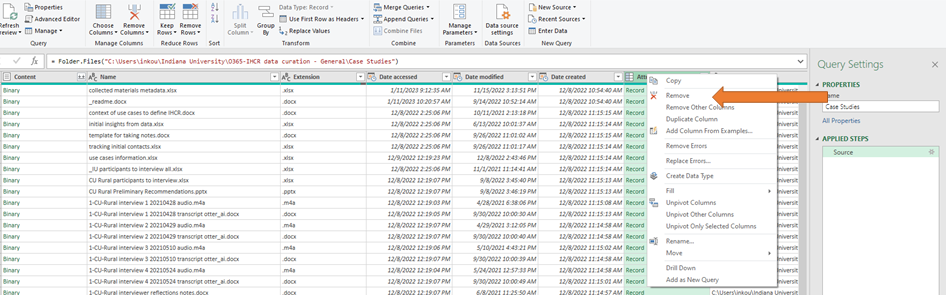 Refresh Preview
Properties
Advanced Editor
Manage
Query
Choose Columns
Remove Columns
Manage Columns
Keep Rows
Remove Rows
Reduce Rows
Sort
Split Column
Group By
Data Type: Record
Use First Row as Headers
Replace Values
Transform
Merge Queries
Append Queries
Combine Files
Combine
Manage Parameters
Parameters
Data source settings
Data Sources
New Source
Recent Sources
Enter Data
New Query
fx
= Folder.Files("C:\Users\inkou\Indiana University\O365-IHCR data curation - General\Case Studies")
Content Name Extension Date accessed Date modified Date created Att
Binary collected materials metadata.xlsx .xlsx 1/11/2023 9:12:35 AM 11/15/2022 3:13:51 PM 12/8/2022 10:54:40 AM Record
Binary _readme.docx .docx 1/11/2023 10:20:57 AM 9/14/2022 10:52:14 AM 12/8/2022 10:54:40 AM Record
Binary context of use cases to define IHCR.docx .docx 12/8/2022 2:25:06 PM 10/11/2021 2:23:18 PM 12/8/2022 11:15:13 AM Record
Binary initial insights from data.xlsx .xlsx 12/8/2022 2:25:06 PM 6/13/2022 10:01:37 AM 12/8/2022 11:15:14 AM Record
Binary template for taking notes.docx .docx 12/8/2022 2:25:05 PM 9/26/2022 11:01:02 AM 12/8/2022 11:15:15 AM Record
Binary tracking initial contacts.xlsx .xlsx 12/8/2022 2:25:06 PM 9/26/2022 11:01:17 AM 12/8/2022 11:15:14 AM Record
Binary use cases information.xlsx .xlsx 12/9/2022 12:19:23 PM 12/8/2022 2:43:46 PM 12/8/2022 11:15:14 AM Record
Binary _IU participants to interview all.xlsx .xlsx 12/8/2022 2:25:06 PM 11/1/2021 11:14:41 AM 12/8/2022 11:15:14 AM Record
Binary CU Rural participants to interview.xlsx .xlsx 12/8/2022 12:19:07 PM 9/8/2022 3:45:40 PM 12/8/2022 11:15:13 AM Record
Binary CU Rural Preliminary Recommendations.pptx .pptx 12/8/2022 12:19:07 PM 9/8/2022 3:46:19 PM 12/8/2022 11:15:13 AM Record
Binary 1-CU-Rural interview 1 20210428 audio.m4a .m4a 12/8/2022 12:19:03 PM 4/28/2021 6:38:06 PM 12/8/2022 11:15:08 AM Record
Binary 1-CU-Rural interview 1 20210428 transcript otter_ai.docx .docx 12/8/2022 12:19:05 PM 9/30/2022 10:00:30 AM 12/8/2022 11:15:13 AM Record
Binary 1-CU-Rural interview 2 20210429 audio.m4a .m4a 12/8/2022 12:19:07 PM 4/29/2021 3:12:05 PM 12/8/2022 11:14:58 AM Record
Binary 1-CU-Rural interview 2 20210429 transcript otter_ai.docx .docx 12/8/2022 12:19:07 PM 9/30/2022 10:00:40 AM 12/8/2022 11:14:58 AM Record
Binary 1-CU-Rural interview 3 20210510 audio.m4a .m4a 12/8/2022 12:19:06 PM 5/10/2021 4:43:21 PM 12/8/2022 11:15:02 AM Record
Binary 1-CU-Rural interview 3 20210510 transcript otter_ai.docx .docx 12/8/2022 12:19:07 PM 9/30/2022 10:00:39 AM 12/8/2022 11:14:58 AM Record
Binary 1-CU-Rural interview 4 20210524 audio.m4a .m4a 12/8/2022 12:19:04 PM 5/24/2021 12:57:33 PM 12/8/2022 11:15:07 AM Record
Binary 1-CU-Rural interview 4 20210524 transcript otter_ai.docx .docx 12/8/2022 12:19:07 PM 9/30/2022 10:00:49 AM 12/8/2022 11:15:01 AM Record
Binary 1-CU-Rural interviewer reflections notes.docx .docx 12/8/2022 12:19:07 PM 6/8/2021 11:25:50 AM 12/8/2022 11:14:57 AM Record
Copy
Remove
Remove Other Columns
Duplicate Column
Add Column From Examples...
Remove Errors
Replace Errors...
Create Data Type
Fill
Unpivot Columns
Unpivot Other Columns
Unpivot Only Selected Columns
Rename...
Move
Drill Down
Add as New Query
Query Settings
PROPERTIES
Name
Case Studies
All Properties
APPLIED STEPS
Source